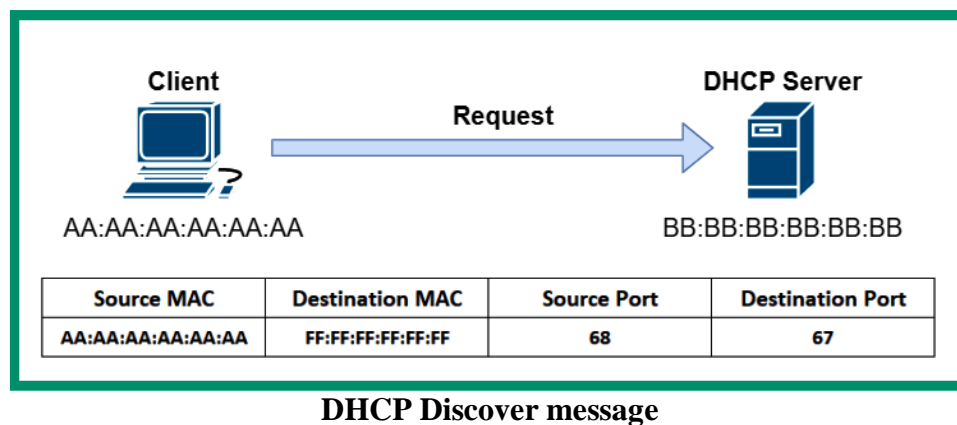 Client
DHCP Server
Request
AA:AA:AA:AA:AA:AA
BB:BB:BB:BB:BB:BB
Source MAC Destination MAC Source Port Destination Port
AA:AA:AA:AA:AA:AA FF:FF:FF:FF:FF:FF 68 67
DHCP Discover message